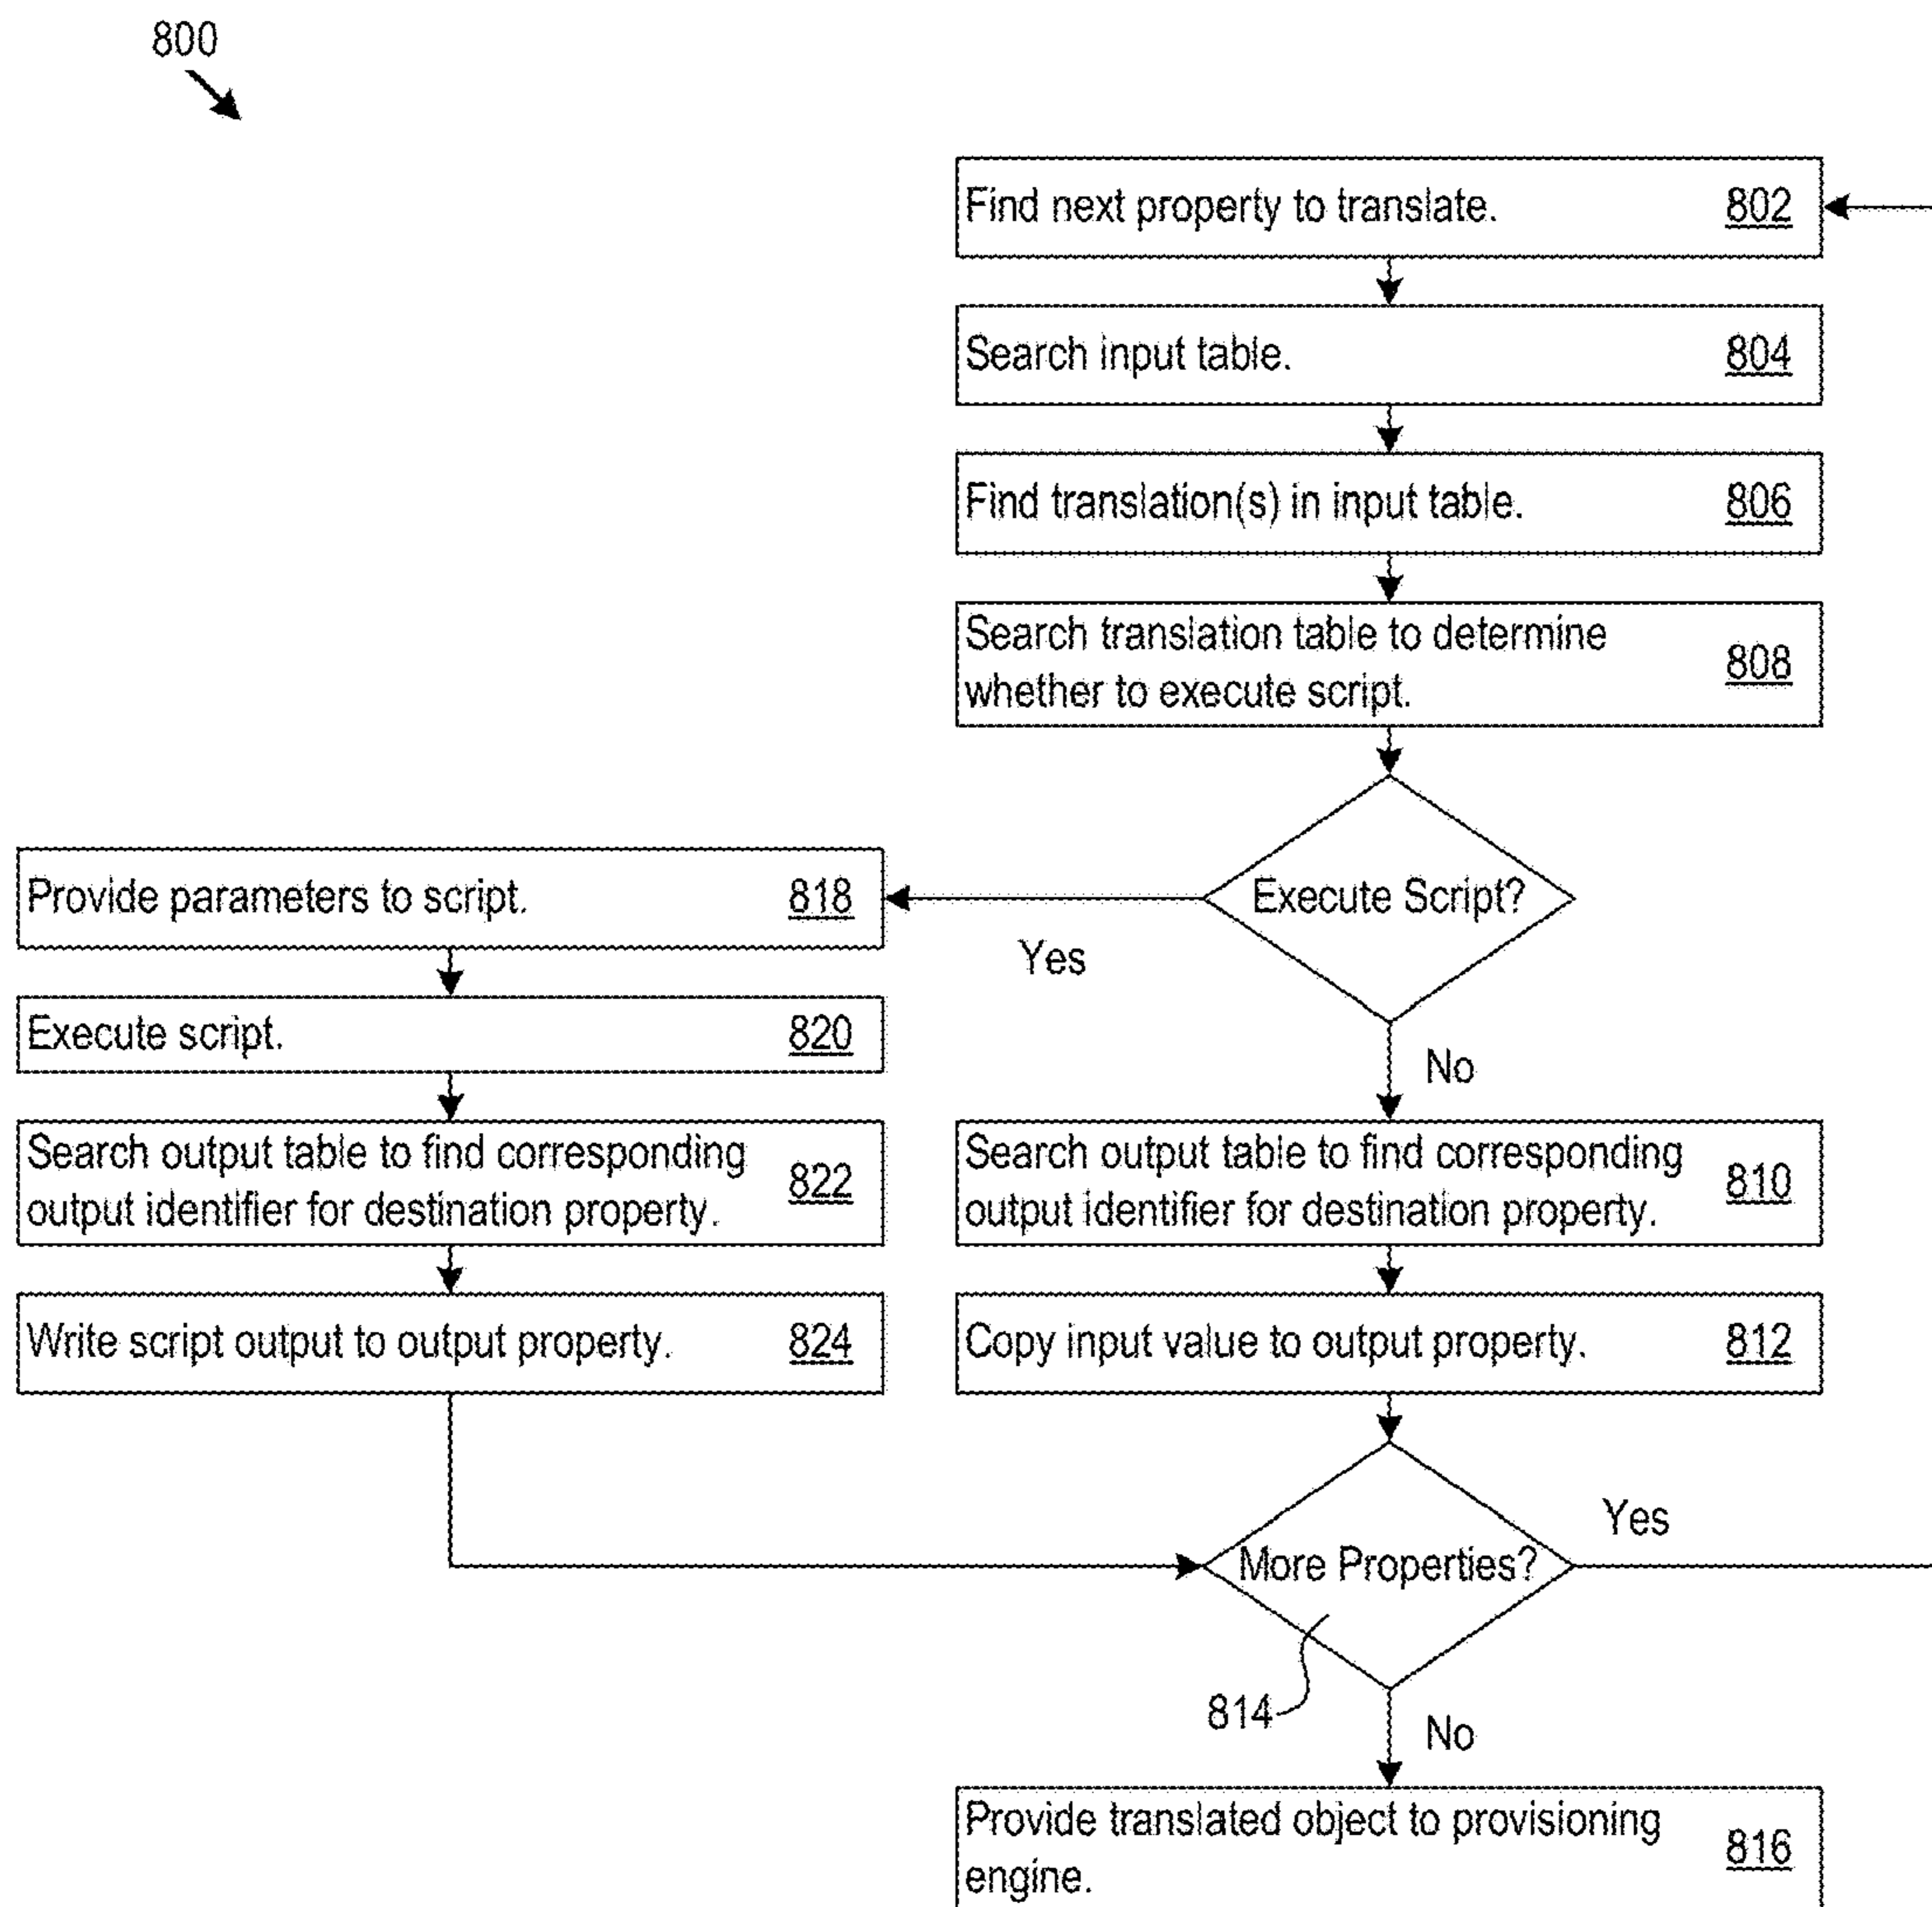 800
Find next property to translate. 802
Search input table. 804
Find translation(s) in input table. 806
Search translation table to determine
whether to execute script. 808
Execute Script?
Yes
No
Provide parameters to script. 818
Execute script. 820
Search output table to find corresponding
output identifier for destination property. 822
Write script output to output property. 824
Search output table to find corresponding
output identifier for destination property. 810
Copy input value to output property. 812
More Properties?
Yes
814
No
Provide translated object to provisioning
engine. 816